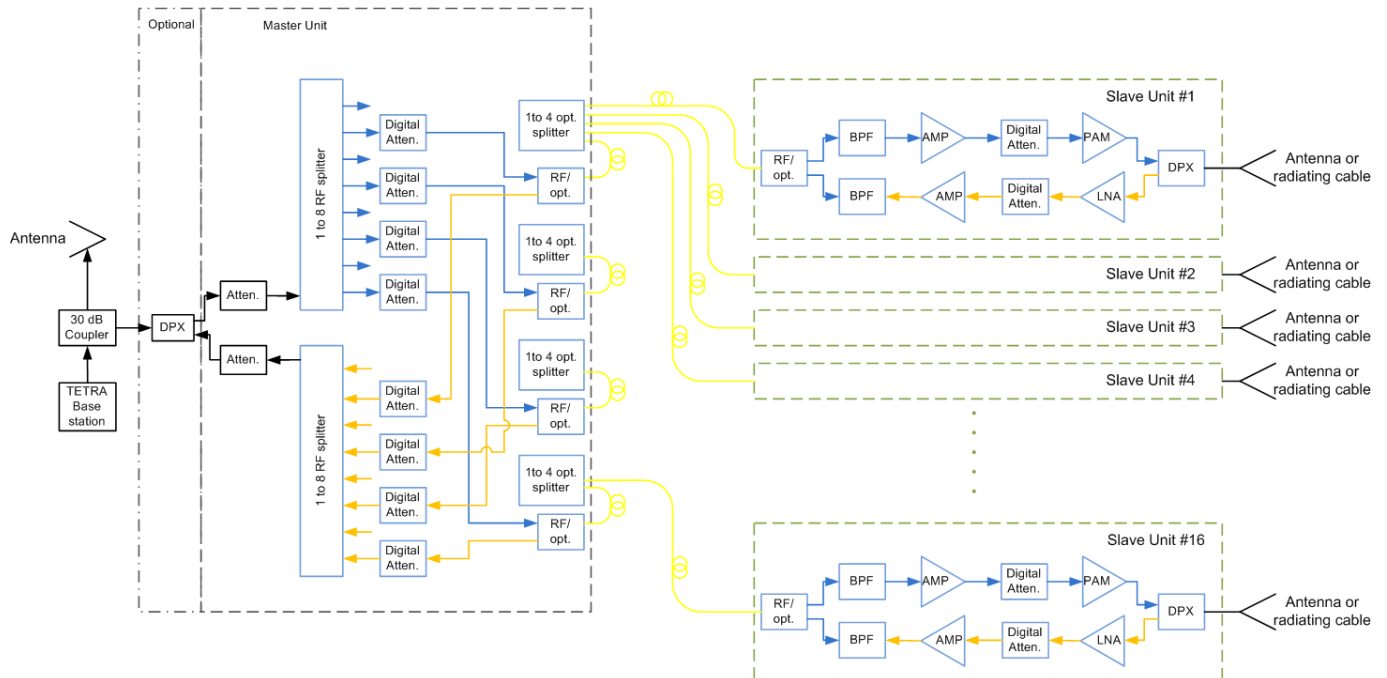 Optional
Master Unit
Antenna
30 dB
Coupler
TETRA
Base
station
DPX
Atten.
Atten.
1 to 8 RF splitter
1 to 8 RF splitter
Digital
Atten.
Digital
Atten.
Digital
Atten.
Digital
Atten.
Digital
Atten.
Digital
Atten.
Digital
Atten.
Digital
Atten.
1to 4 opt.
splitter
RF/
opt.
1to 4 opt.
splitter
RF/
opt.
1to 4 opt.
splitter
RF/
opt.
1to 4 opt.
splitter
RF/
opt.
Slave Unit #1
RF/
opt.
BPF
AMP
Digital
Atten.
PAM
DPX
BPF
AMP
Digital
Atten.
LNA
Antenna or
radiating cable
Slave Unit #2
Antenna or
radiating cable
Slave Unit #3
Antenna or
radiating cable
Slave Unit #4
Antenna or
radiating cable
Slave Unit #16
RF/
opt.
BPF
AMP
Digital
Atten.
PAM
DPX
BPF
AMP
Digital
Atten.
LNA
Antenna or
radiating cable